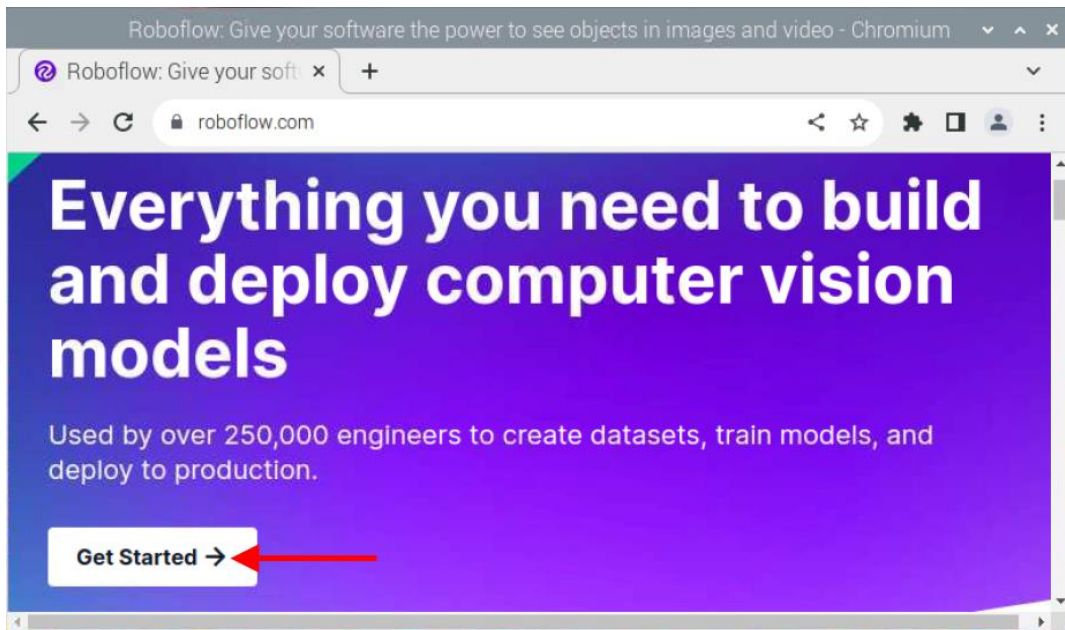 Roboflow: Give your software the power to see objects in images and video - Chromium
Roboflow: Give your soft
roboflow.com
Everything you need to build
and deploy computer vision
models
Used by over 250,000 engineers to create datasets, train models, and
deploy to production.
Get Started →